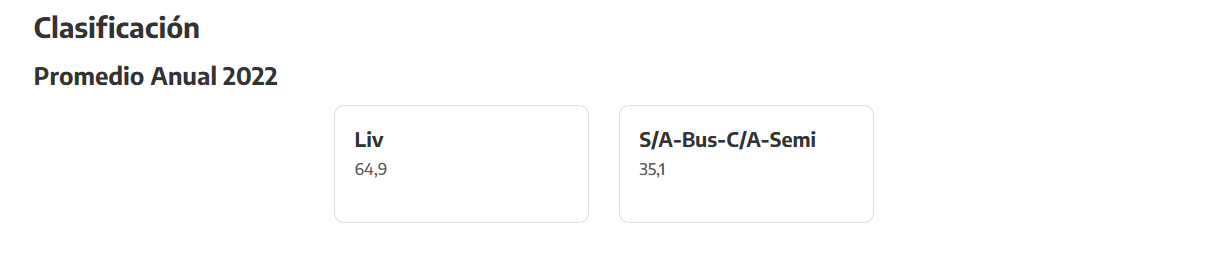 Clasificación
Promedio Anual 2022
Liv
64,9
S/A-Bus-C/A-Semi
35,1